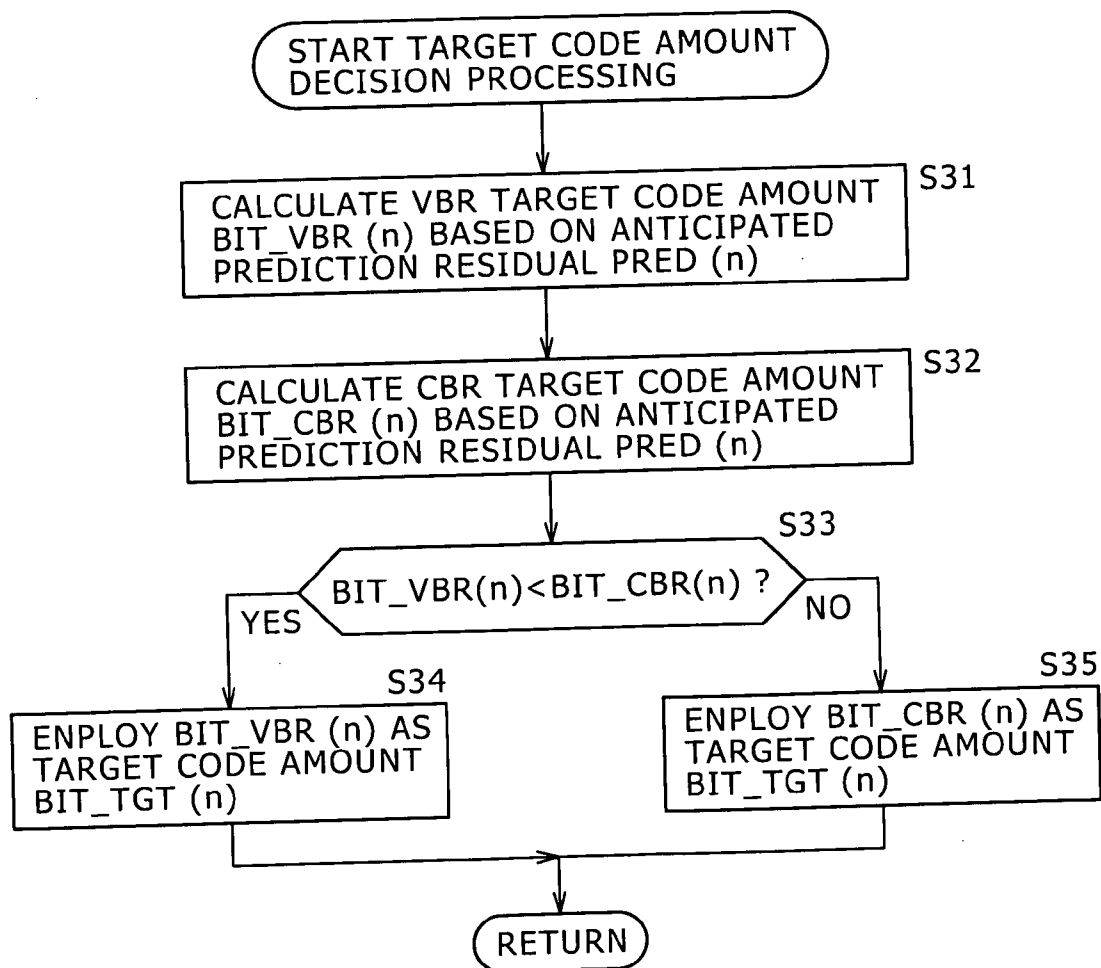 START TARGET CODE AMOUNT
DECISION PROCESSING
S31
CALCULATE VBR TARGET CODE AMOUNT
BIT_VBR (n) BASED ON ANTICIPATED
PREDICTION RESIDUAL PRED (n)
S32
CALCULATE CBR TARGET CODE AMOUNT
BIT_CBR (n) BASED ON ANTICIPATED
PREDICTION RESIDUAL PRED (n)
S33
BIT_VBR(n)<BIT_CBR(n) ?
YES
NO
S34
ENPLOY BIT_VBR (n) AS
TARGET CODE AMOUNT
BIT_TGT (n)
S35
ENPLOY BIT_CBR (n) AS
TARGET CODE AMOUNT
BIT_TGT (n)
RETURN